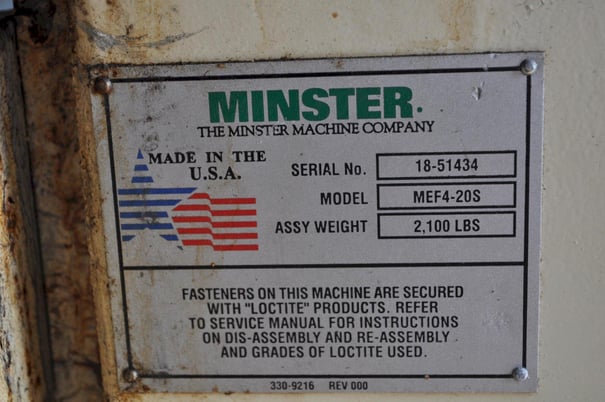 MINSTER.
THE MINSTER MACHINE COMPANY
MADE IN THE
U.S.A.
SERIAL No. 18-51434
MODEL MEF4-20S
ASSY WEIGHT 2,100 LBS
FASTENERS ON THIS MACHINE ARE SECURED
WITH "LOCTITE" PRODUCTS. REFER
TO SERVICE MANUAL FOR INSTRUCTIONS
ON DIS-ASSEMBLY AND RE-ASSEMBLY
AND GRADES OF LOCTITE USED.
330-9216 REV 000